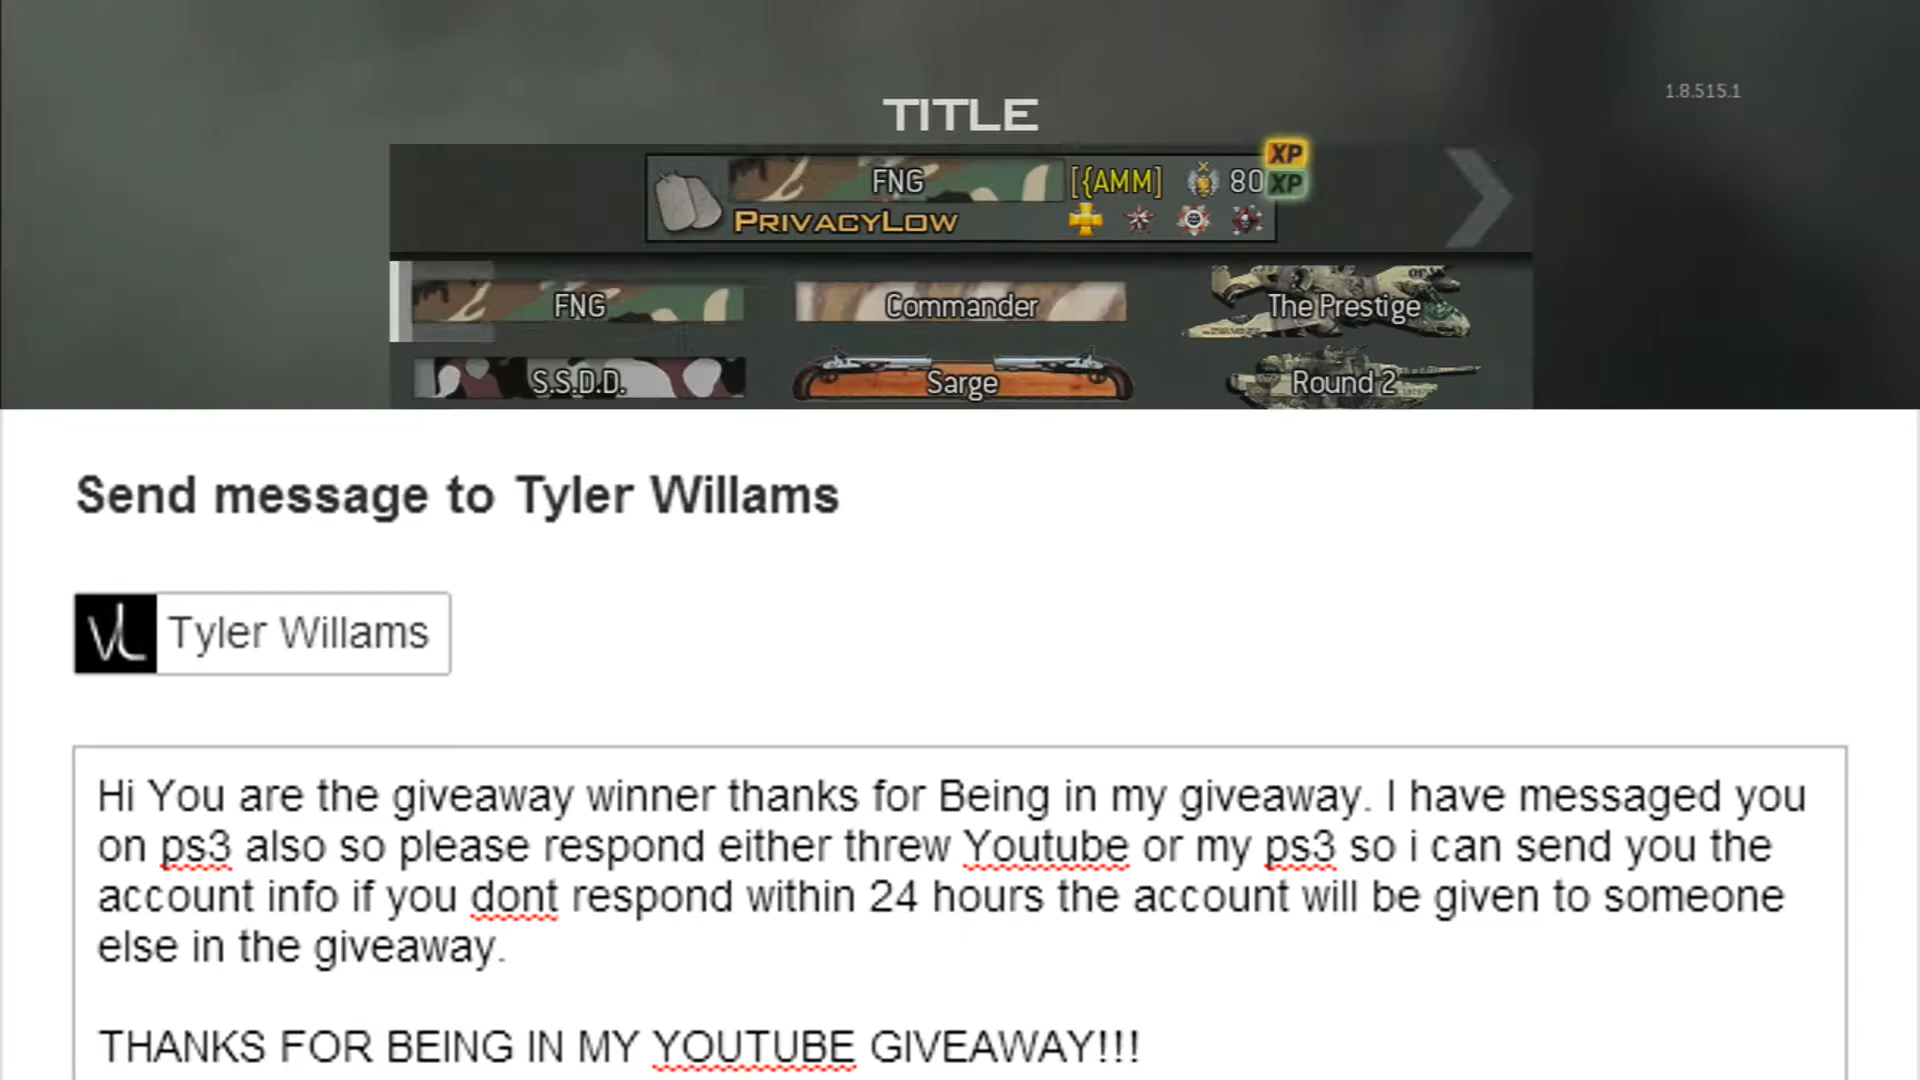 TITLE
1.8.515.1
FNG [{AMM] 80 XP
XP
PRIVACYLOW
FNG Commander The Prestige
S.S.D.D. Sarge Round 2
Send message to Tyler Willams
VL Tyler Willams
Hi You are the giveaway winner thanks for Being in my giveaway. I have messaged you
on ps3 also so please respond either threw Youtube or my ps3 so i can send you the
account info if you dont respond within 24 hours the account will be given to someone
else in the giveaway.
THANKS FOR BEING IN MY YOUTUBE GIVEAWAY!!!